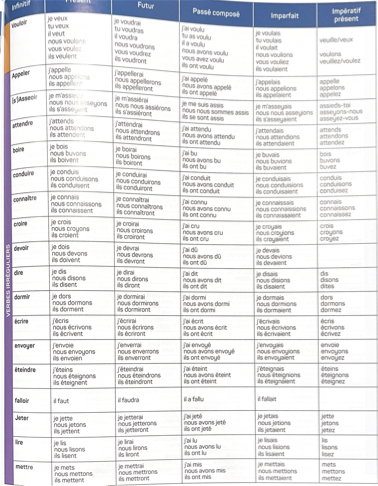 Infinitif
Présent
Futur
Passé composé
Imparfait
Impératif
présent
vouloir
je veux
tu veux
il veut
nous voulons
vous voulez
ils veulent
je voudrai
tu voudras
il voudra
nous voudrons
vous voudrez
ils voudront
j'ai voulu
tu as voulu
il a voulu
nous avons voulu
vous avez voulu
ils ont voulu
je voulais
tu voulais
il voulait
nous voulions
vous vouliez
ils voulaient
veuille/veux
voulons
veuillez/voulez
Appeler
j'appelle
nous appelons
ils appellent
j'appellerai
nous appellerons
ils appelleront
j'ai appelé
nous avons appelé
ils ont appelé
j'appelais
nous appelions
ils appelaient
appelle
appelons
appelez
(s')Asseoir
je m'assieds
nous nous asseyons
ils s'asseyent
je m'assiérai
nous nous assiérons
ils s'assiéront
je me suis assis
nous nous sommes assis
ils se sont assis
je m'asseyais
nous nous asseyions
ils s'asseyaient
assieds-toi
asseyons-nous
asseyez-vous
attendre
j'attends
nous attendons
ils attendent
j'attendrai
nous attendrons
ils attendront
j'ai attendu
nous avons attendu
ils ont attendu
j'attendais
nous attendions
ils attendaient
attends
attendons
attendez
boire
je bois
nous buvons
ils boivent
je boirai
nous boirons
ils boiront
j'ai bu
nous avons bu
ils ont bu
je buvais
nous buvions
ils buvaient
bois
buvons
buvez
conduire
je conduis
nous conduisons
ils conduisent
je conduirai
nous conduirons
ils conduiront
j'ai conduit
nous avons conduit
ils ont conduit
je conduisais
nous conduisions
ils conduisaient
conduis
conduisons
conduisez
connaître
je connais
nous connaissons
ils connaissent
je connaîtrai
nous connaîtrons
ils connaîtront
j'ai connu
nous avons connu
ils ont connu
je connaissais
nous connaissions
ils connaissaient
connais
connaissons
connaissez
croire
je crois
nous croyons
ils croient
je croirai
nous croirons
ils croiront
j'ai cru
nous avons cru
ils ont cru
je croyais
nous croyions
ils croyaient
crois
croyons
croyez
devoir
je dois
nous devons
ils doivent
je devrai
nous devrons
ils devront
j'ai dû
nous avons dû
ils ont dû
je devais
nous devions
ils devaient
VERBES IRRÉGULIERS
dire
je dis
nous disons
ils disent
je dirai
nous dirons
ils diront
j'ai dit
nous avons dit
ils ont dit
je disais
nous disions
ils disaient
dis
disons
dites
dormir
je dors
nous dormons
ils dorment
je dormirai
nous dormirons
ils dormiront
j'ai dormi
nous avons dormi
ils ont dormi
je dormais
nous dormions
ils dormaient
dors
dormons
dormez
écrire
j'écris
nous écrivons
ils écrivent
j'écrirai
nous écrirons
ils écriront
j'ai écrit
nous avons écrit
ils ont écrit
j'écrivais
nous écrivions
ils écrivaient
écris
écrivons
écrivez
envoyer
j'envoie
nous envoyons
ils envoient
j'enverrai
nous enverrons
ils enverront
j'ai envoyé
nous avons envoyé
ils ont envoyé
j'envoyais
nous envoyions
ils envoyaient
envoie
envoyons
envoyez
éteindre
j'éteins
nous éteignons
ils éteignent
j'éteindrai
nous éteindrons
ils éteindront
j'ai éteint
nous avons éteint
ils ont éteint
j'éteignais
nous éteignions
ils éteignaient
éteins
éteignons
éteignez
falloir
il faut
il faudra
il a fallu
il fallait
Jeter
je jette
nous jetons
ils jettent
je jetterai
nous jetterons
ils jetteront
j'ai jeté
nous avons jeté
ils ont jeté
je jetais
nous jetions
ils jetaient
jette
jetons
jetez
lire
je lis
nous lisons
ils lisent
je lirai
nous lirons
ils liront
j'ai lu
nous avons lu
ils ont lu
je lisais
nous lisions
ils lisaient
lis
lisons
lisez
mettre
je mets
nous mettons
ils mettent
je mettrai
nous mettrons
ils mettront
j'ai mis
nous avons mis
ils ont mis
je mettais
nous mettions
ils mettaient
mets
mettons
mettez